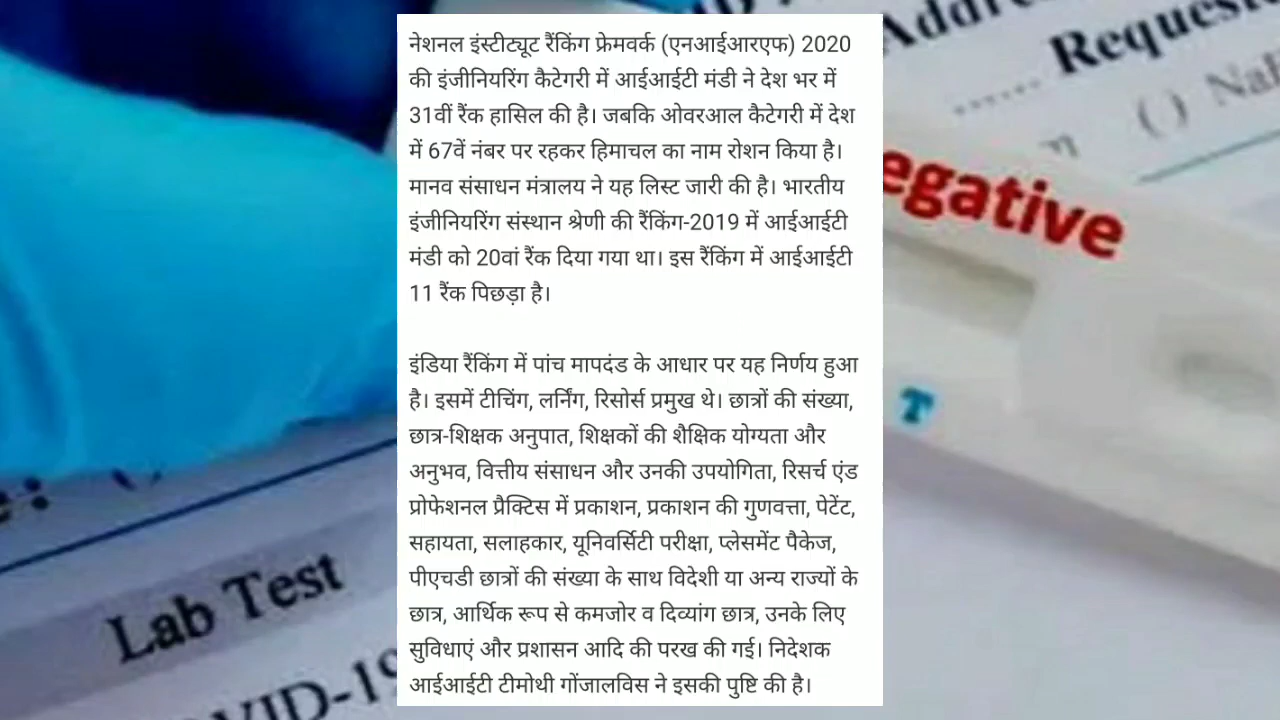 नेशनल इंस्टीट्यूट रैंकिंग फ्रेमवर्क (एनआईआरएफ) 2020
की इंजीनियरिंग कैटेगरी में आईआईटी मंडी ने देश भर में
31वीं रैंक हासिल की है। जबकि ओवरआल कैटेगरी में देश
में 67वें नंबर पर रहकर हिमाचल का नाम रोशन किया है।
मानव संसाधन मंत्रालय ने यह लिस्ट जारी की है। भारतीय
इंजीनियरिंग संस्थान श्रेणी की रैंकिंग-2019 में आईआईटी
मंडी को 20वां रैंक दिया गया था। इस रैंकिंग में आईआईटी
11 रैंक पिछड़ा है।
इंडिया रैंकिंग में पांच मापदंड के आधार पर यह निर्णय हुआ
है। इसमें टीचिंग, लर्निंग, रिसोर्स प्रमुख थे। छात्रों की संख्या,
छात्र-शिक्षक अनुपात, शिक्षकों की शैक्षिक योग्यता और
अनुभव, वित्तीय संसाधन और उनकी उपयोगिता, रिसर्च एंड
प्रोफेशनल प्रैक्टिस में प्रकाशन, प्रकाशन की गुणवत्ता, पेटेंट,
सहायता, सलाहकार, यूनिवर्सिटी परीक्षा, प्लेसमेंट पैकेज,
पीएचडी छात्रों की संख्या के साथ विदेशी या अन्य राज्यों के
छात्र, आर्थिक रूप से कमजोर व दिव्यांग छात्र, उनके लिए
सुविधाएं और प्रशासन आदि की परख की गई। निदेशक
आईआईटी टीमोथी गोंजालविस ने इसकी पुष्टि की है।
Reques
egative
T
Lab Test
VID-19